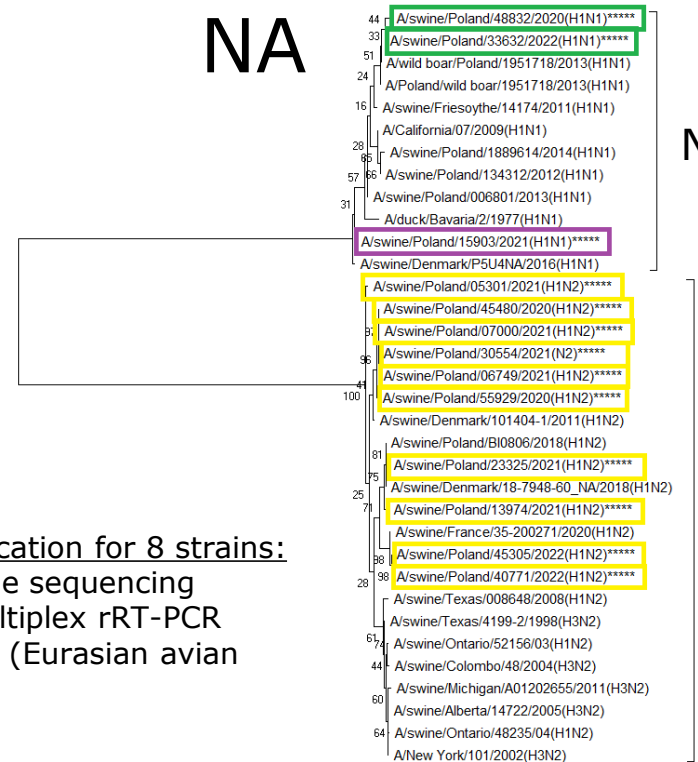 NA
44
A/swine/Poland/48832/2020(H1N1)*****
33
A/swine/Poland/33632/2022(H1N1)*****
51
A/wild boar/Poland/1951718/2013(H1N1)
24
A/Poland/wild boar/1951718/2013(H1N1)
16
A/swine/Friesoythe/14174/2011(H1N1)
A/California/07/2009(H1N1)
N
28
A/swine/Poland/1889614/2014(H1N1)
65
66
A/swine/Poland/134312/2012(H1N1)
57
A/swine/Poland/006801/2013(H1N1)
31
A/duck/Bavaria/2/1977(H1N1)
A/swine/Poland/15903/2021(H1N1)*****
A/swine/Denmark/P5U4NA/2016(H1N1)
A/swine/Poland/05301/2021(H1N2)*****
A/swine/Poland/45480/2020(H1N2)*****
A/swine/Poland/07000/2021(H1N2)*****
A/swine/Poland/30554/2021(N2)*****
96
A/swine/Poland/06749/2021(H1N2)*****
41
100
A/swine/Poland/55929/2020(H1N2)*****
A/swine/Denmark/101404-1/2011(H1N2)
A/swine/Poland/BI0806/2018(H1N2)
81
A/swine/Poland/23325/2021(H1N2)*****
75
A/swine/Denmark/18-7948-60_NA/2018(H1N2)
25
71
A/swine/Poland/13974/2021(H1N2)*****
A/swine/France/35-200271/2020(H1N2)
cation for 8 strains:
98
A/swine/Poland/45305/2022(H1N2)*****
e sequencing
98
A/swine/Poland/40771/2022(H1N2)*****
28
ltiplex rRT-PCR
A/swine/Texas/008648/2008(H1N2)
A/swine/Texas/4199-2/1998(H3N2)
61
74
(Eurasian avian
A/swine/Ontario/52156/03(H1N2)
44
A/swine/Colombo/48/2004(H3N2)
A/swine/Michigan/A01202655/2011(H3N2)
60
A/swine/Alberta/14722/2005(H3N2)
64
A/swine/Ontario/48235/04(H1N2)
A/New York/101/2002(H3N2)